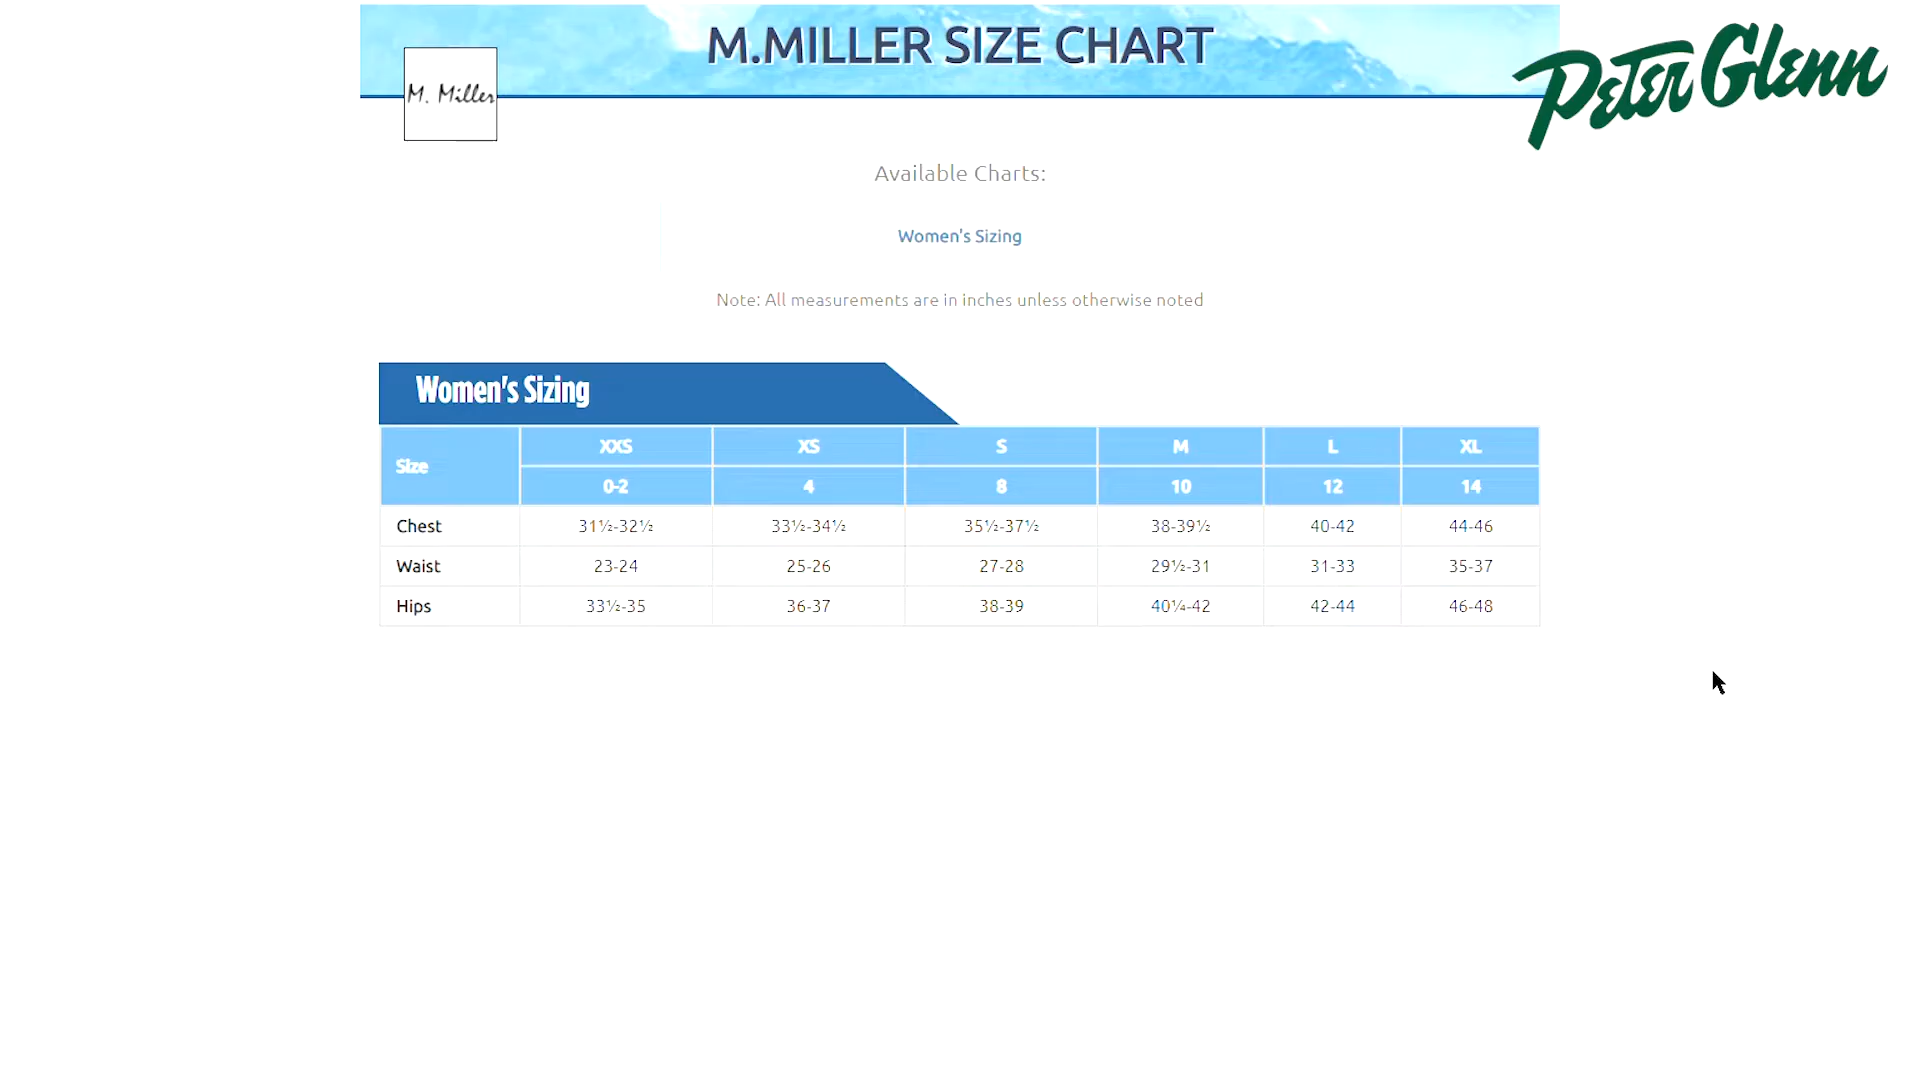 M.MILLER SIZE CHART
Peter Glenn
M. Miller
Available Charts:
Women's Sizing
Note: All measurements are in inches unless otherwise noted
Women's Sizing
Size XXS XS S M L XL
0-2 4 8 10 12 14
Chest 31½-32½ 33½-34½ 35½-37½ 38-39½ 40-42 44-46
Waist 23-24 25-26 27-28 29½-31 31-33 35-37
Hips 33½-35 36-37 38-39 40¼-42 42-44 46-48